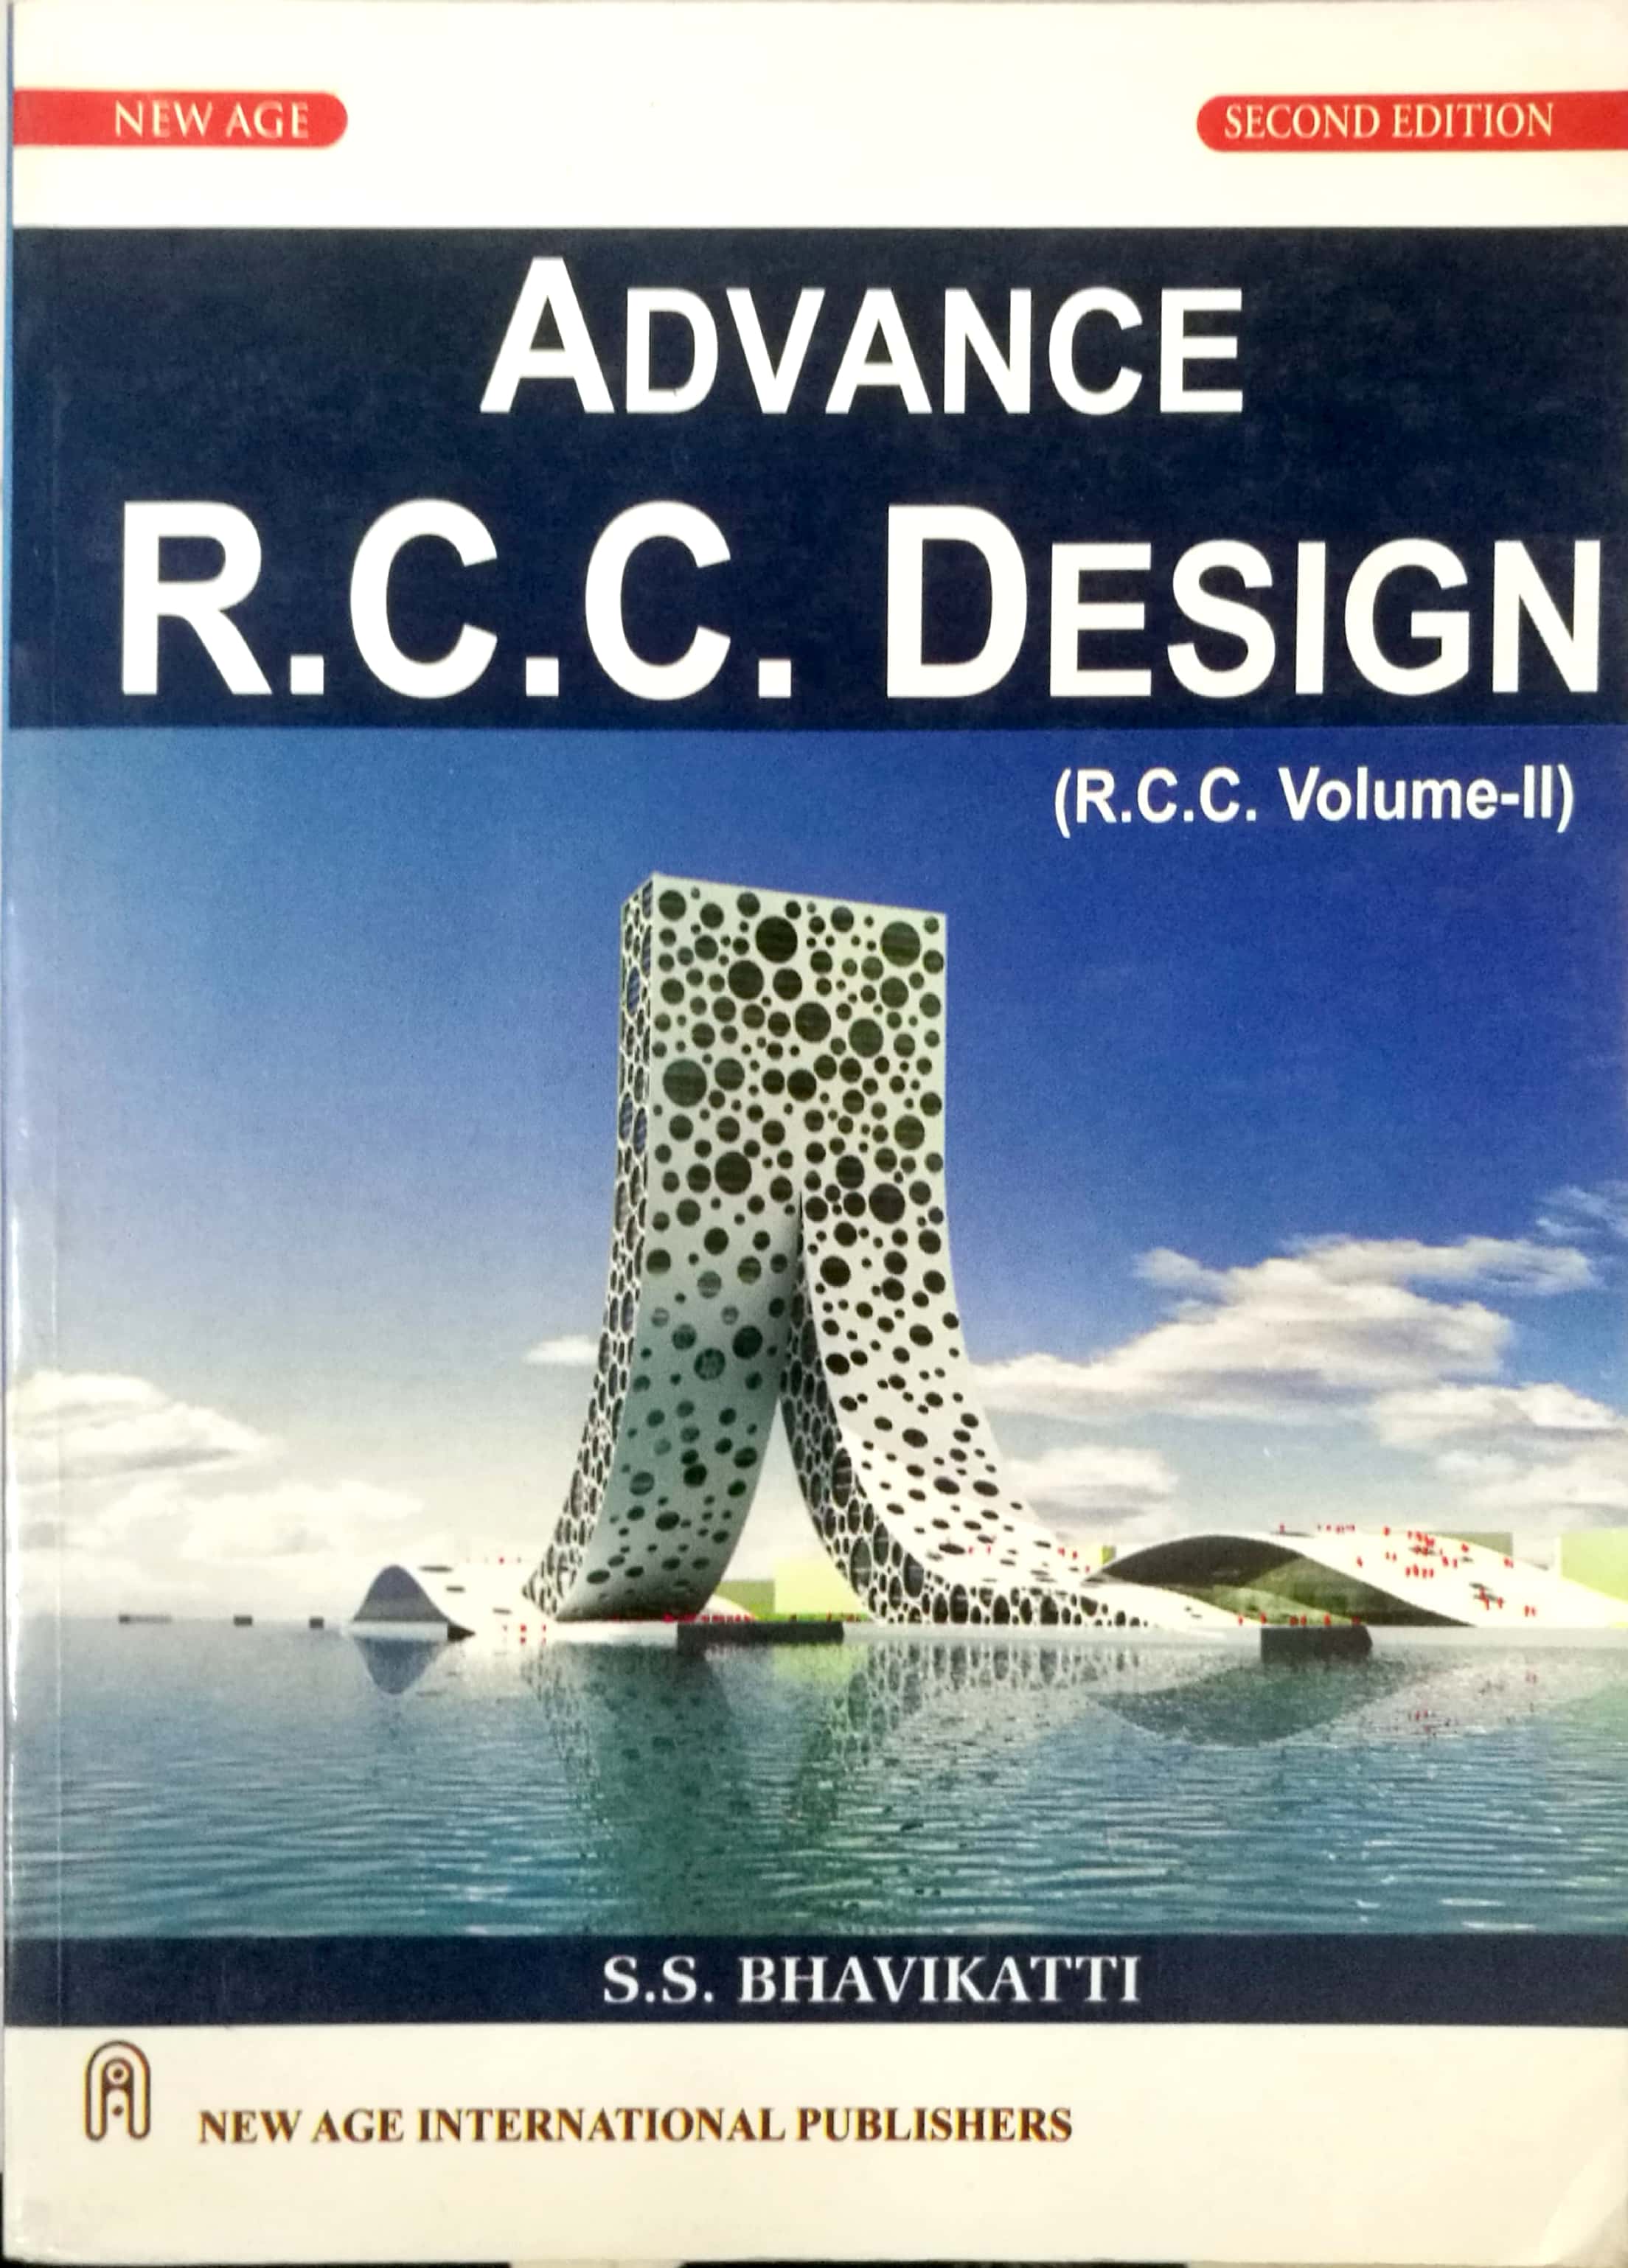 NEW AGE
SECOND EDITION
ADVANCE
R.C.C. DESIGN
(R.C.C. Volume-II)
S.S. BHAVIKATTI
NEW AGE INTERNATIONAL PUBLISHERS